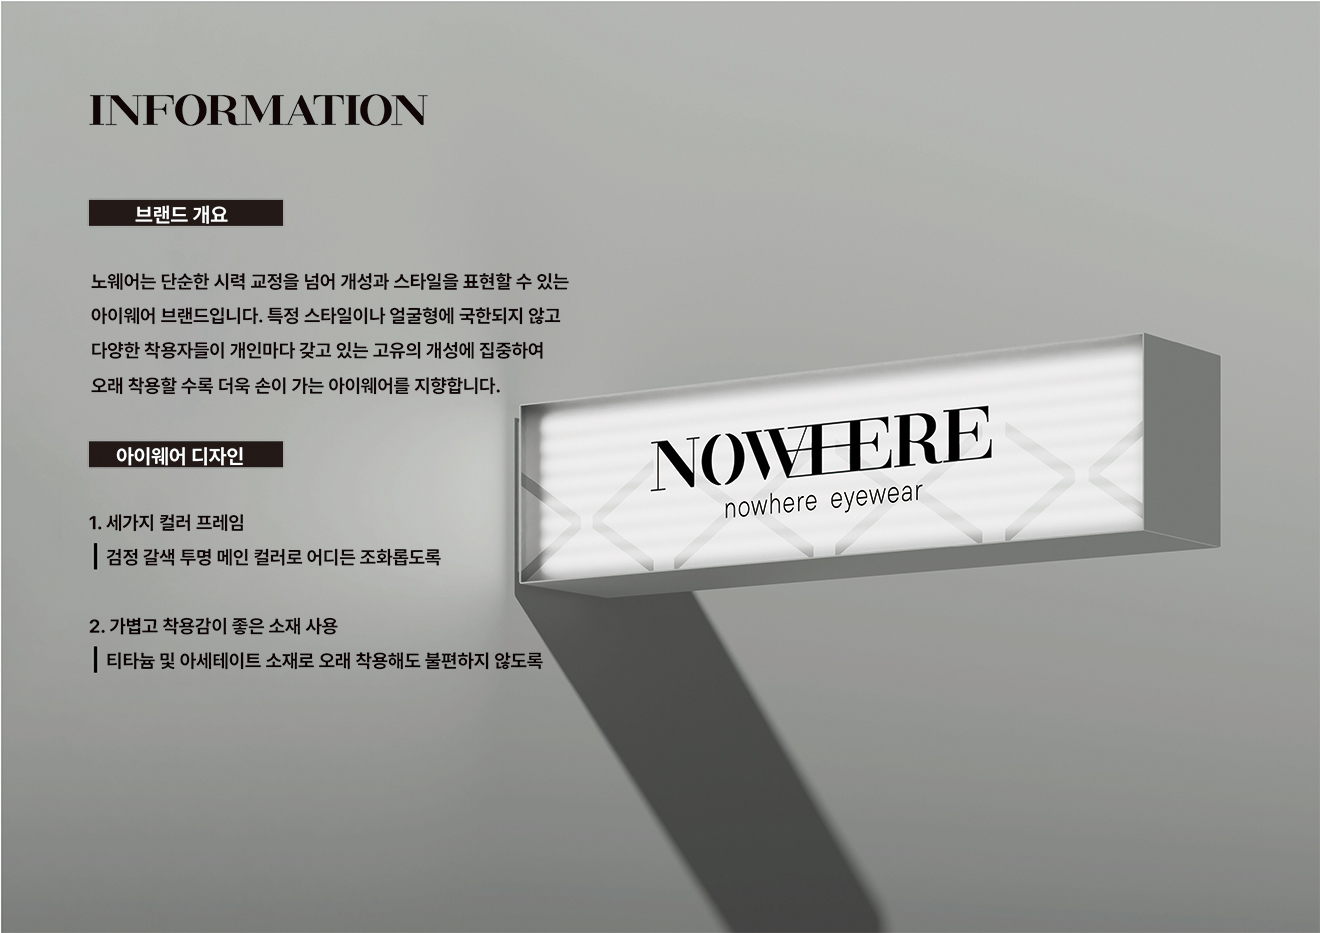 INFORMATION
브랜드 개요
노웨어는 단순한 시력 교정을 넘어 개성과 스타일을 표현할 수 있는
아이웨어 브랜드입니다. 특정 스타일이나 얼굴형에 국한되지 않고
다양한 착용자들이 개인마다 갖고 있는 고유의 개성에 집중하여
오래 착용할 수록 더욱 손이 가는 아이웨어를 지향합니다.
아이웨어 디자인
1. 세가지 컬러 프레임
검정 갈색 투명 메인 컬러로 어디든 조화롭도록
2. 가볍고 착용감이 좋은 소재 사용
티타늄 및 아세테이트 소재로 오래 착용해도 불편하지 않도록
NOWHERE
nowhere eyewear